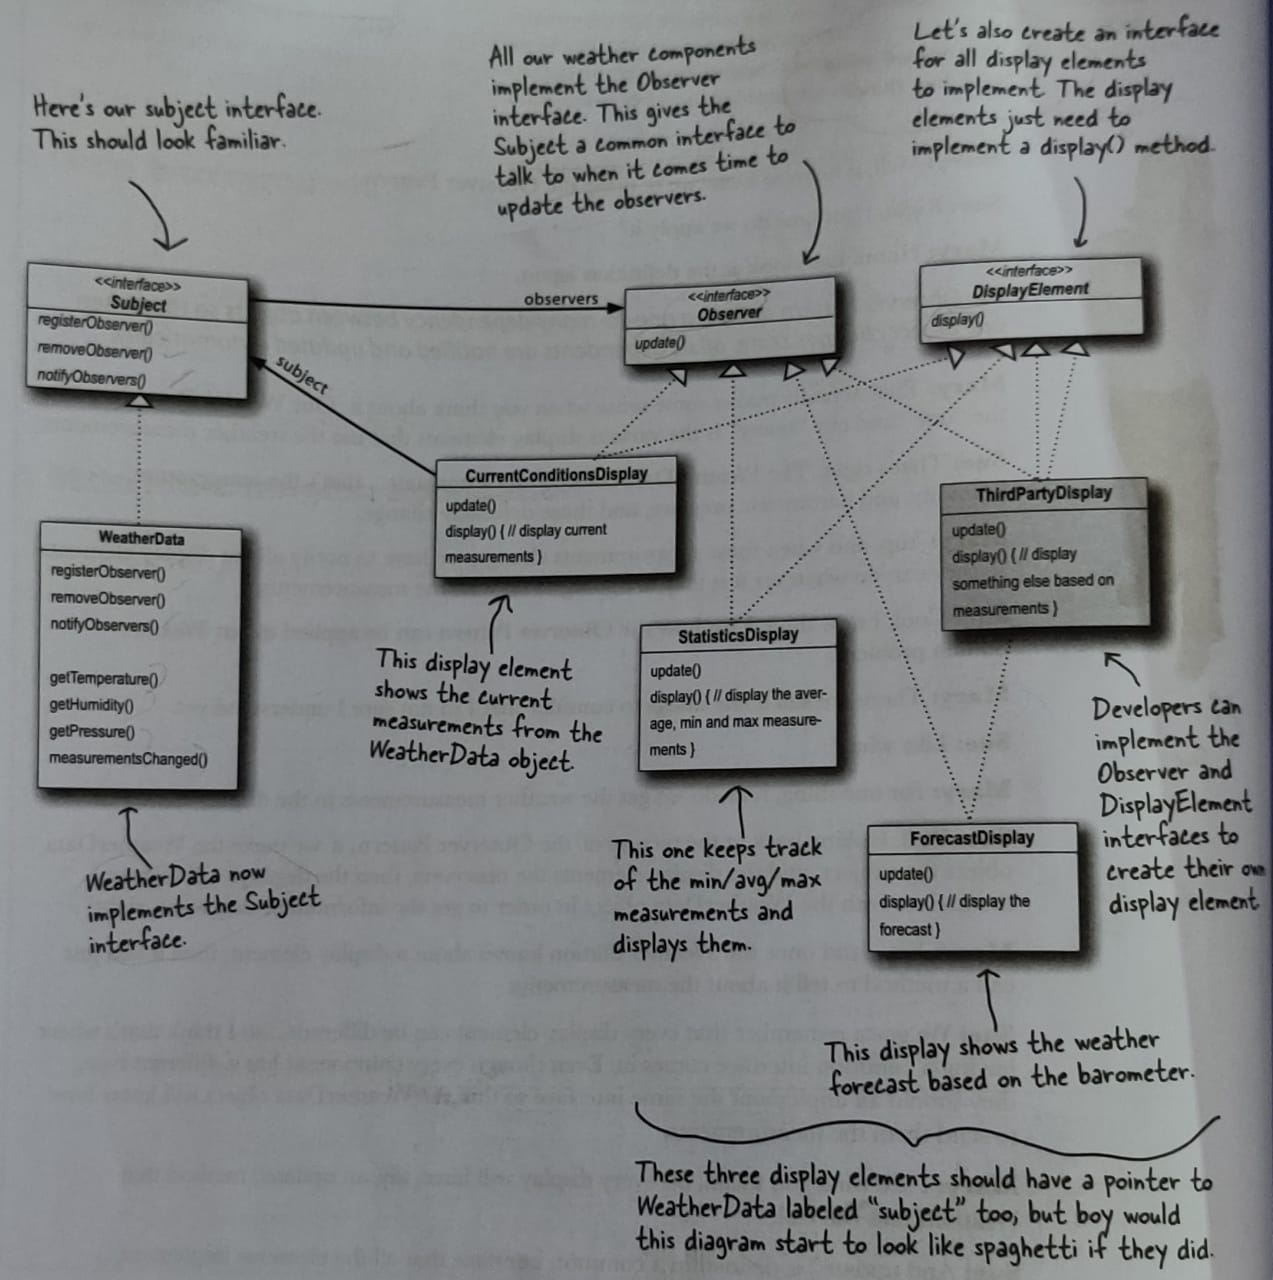 Here's our subject interface.
This should look familiar.
All our weather components
implement the Observer
interface. This gives the
Subject a common interface to
talk to when it comes time to
update the observers.
Let's also create an interface
for all display elements
to implement. The display
elements just need to
implement a display() method.
<<interface>>
Subject
registerObserver()
removeObserver()
notifyObservers()
observers
subject
<<interface>>
Observer
update()
<<interface>>
DisplayElement
display()
WeatherData
registerObserver()
removeObserver()
notifyObservers()
getTemperature()
getHumidity()
getPressure()
measurementsChanged()
CurrentConditionsDisplay
update()
display() { // display current
measurements }
ThirdPartyDisplay
update()
display() { // display
something else based on
measurements }
StatisticsDisplay
update()
display() { // display the aver-
age, min and max measure-
ments }
ForecastDisplay
update()
display() { // display the
forecast }
This display element
shows the current
measurements from the
WeatherData object.
Developers can
implement the
Observer and
DisplayElement
interfaces to
create their own
display element
WeatherData now
implements the Subject
interface.
This one keeps track
of the min/avg/max
measurements and
displays them.
This display shows the weather
forecast based on the barometer.
These three display elements should have a pointer to
WeatherData labeled "subject" too, but boy would
this diagram start to look like spaghetti if they did.